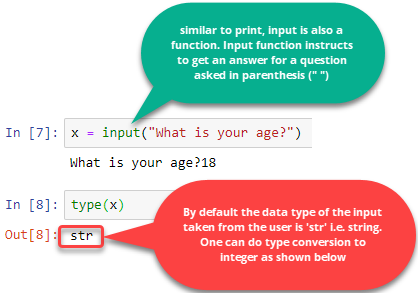 similar to print, input is also a
function. Input function instructs
to get an answer for a question
asked in parenthesis (" ")
In [7]: x = input("What is your age?")
What is your age?18
In [8]: type(x)
Out[8]: str
By default the data type of the input
taken from the user is 'str' i.e. string.
One can do type conversion to
integer as shown below